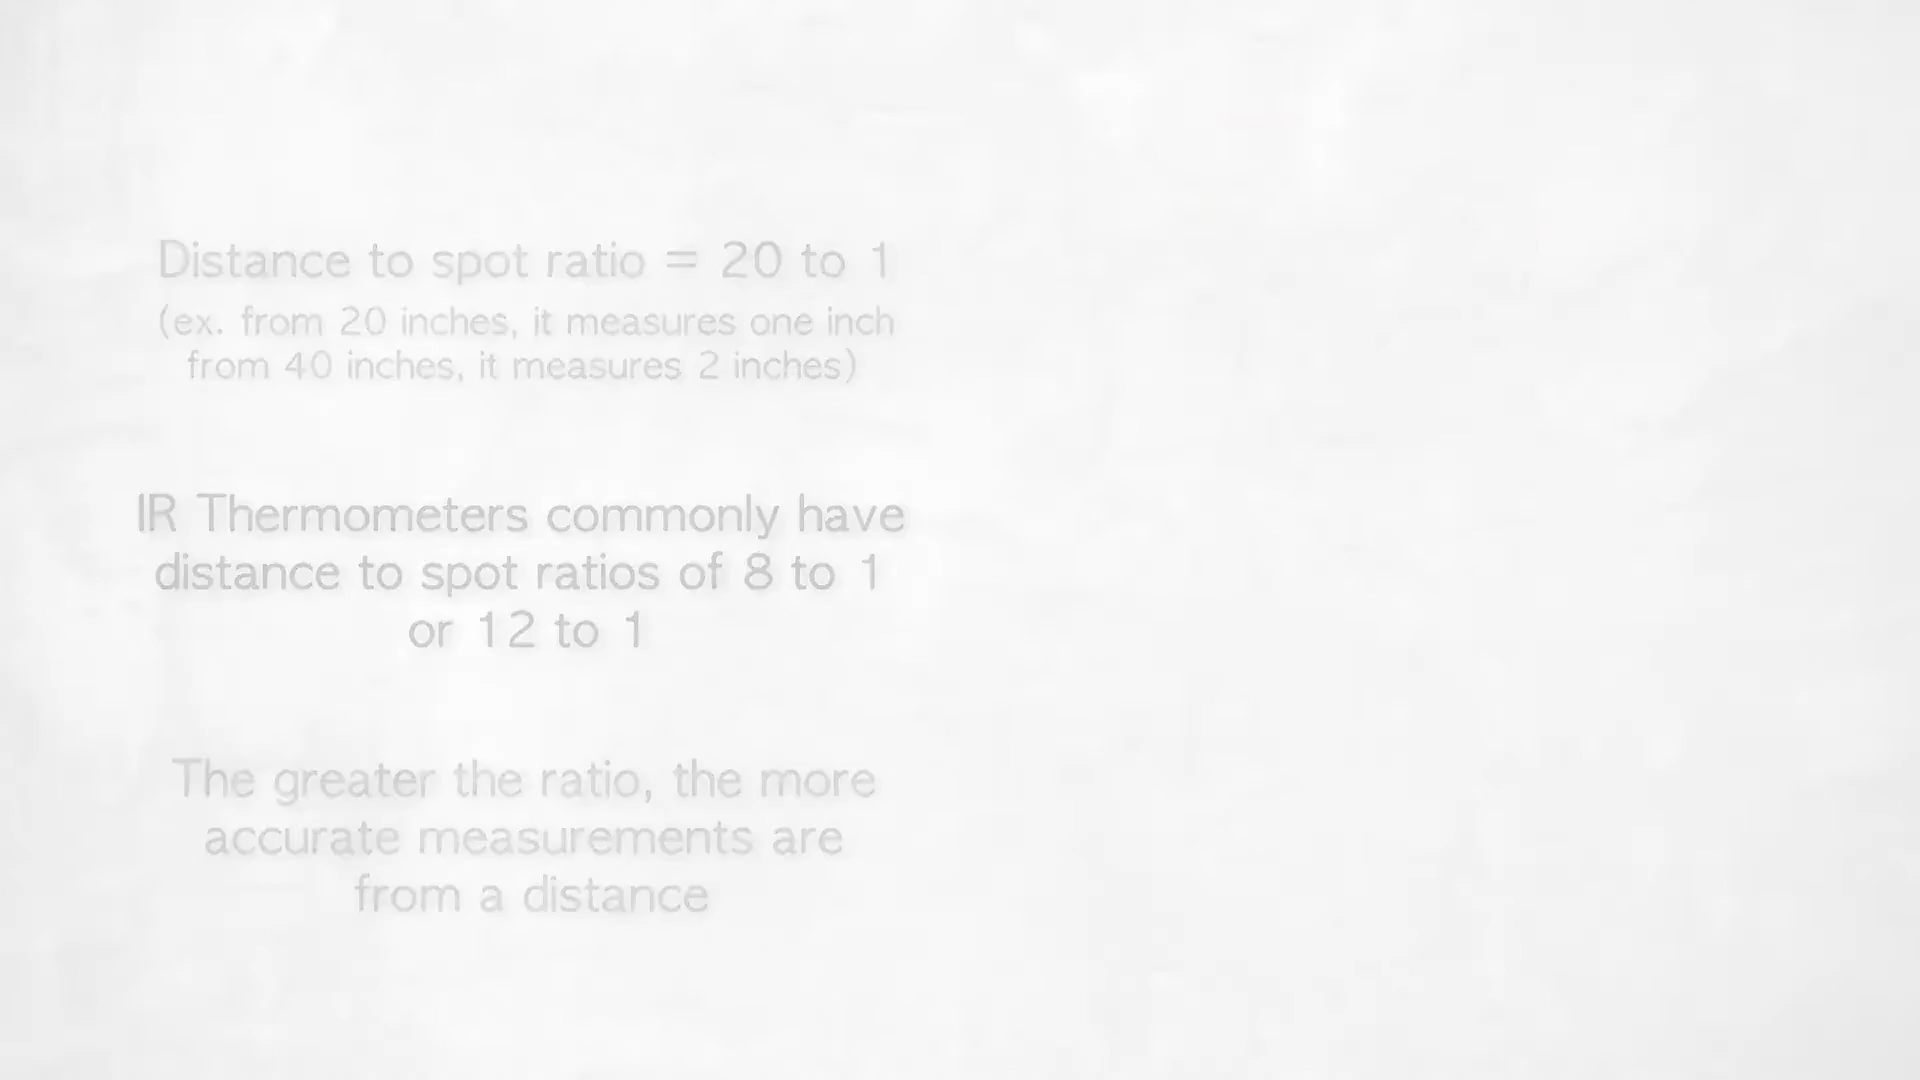 Distance to spot ratio = 20 to 1
(ex. from 20 inches, it measures one inch
from 40 inches, it measures 2 inches)
IR Thermometers commonly have
distance to spot ratios of 8 to 1
or 12 to 1
The greater the ratio, the more
accurate measurements are
from a distance